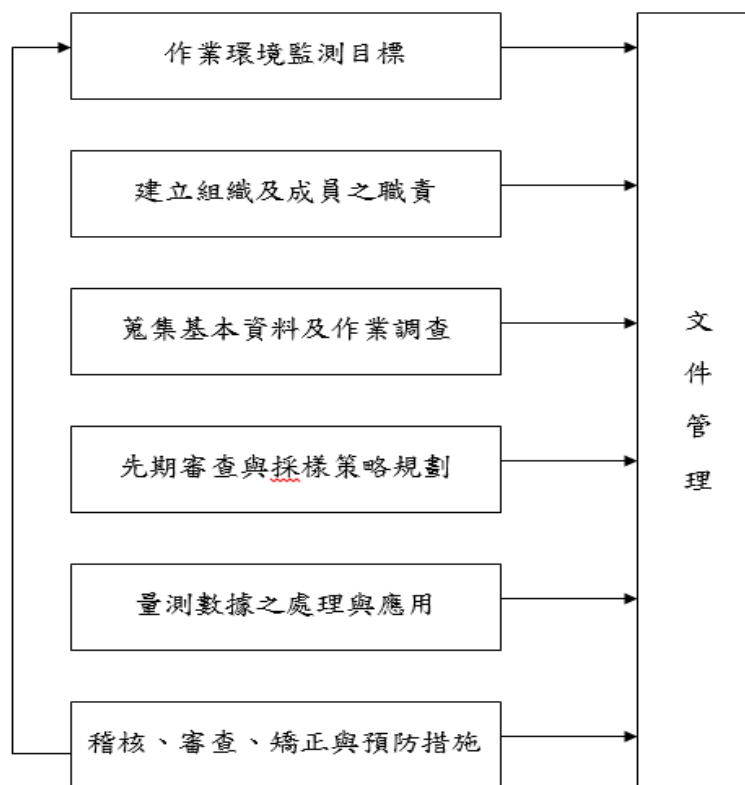 作業環境監測目標
建立組織及成員之職責
蒐集基本資料及作業調查
先期審查與採樣策略規劃
量測數據之處理與應用
稽核、審查、矯正與預防措施
文件管理